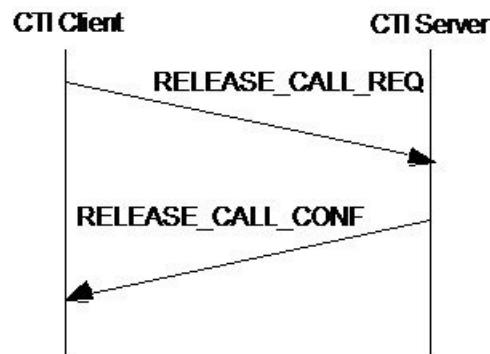 CTI Client
CTI Server
RELEASE_CALL_REQ
RELEASE_CALL_CONF